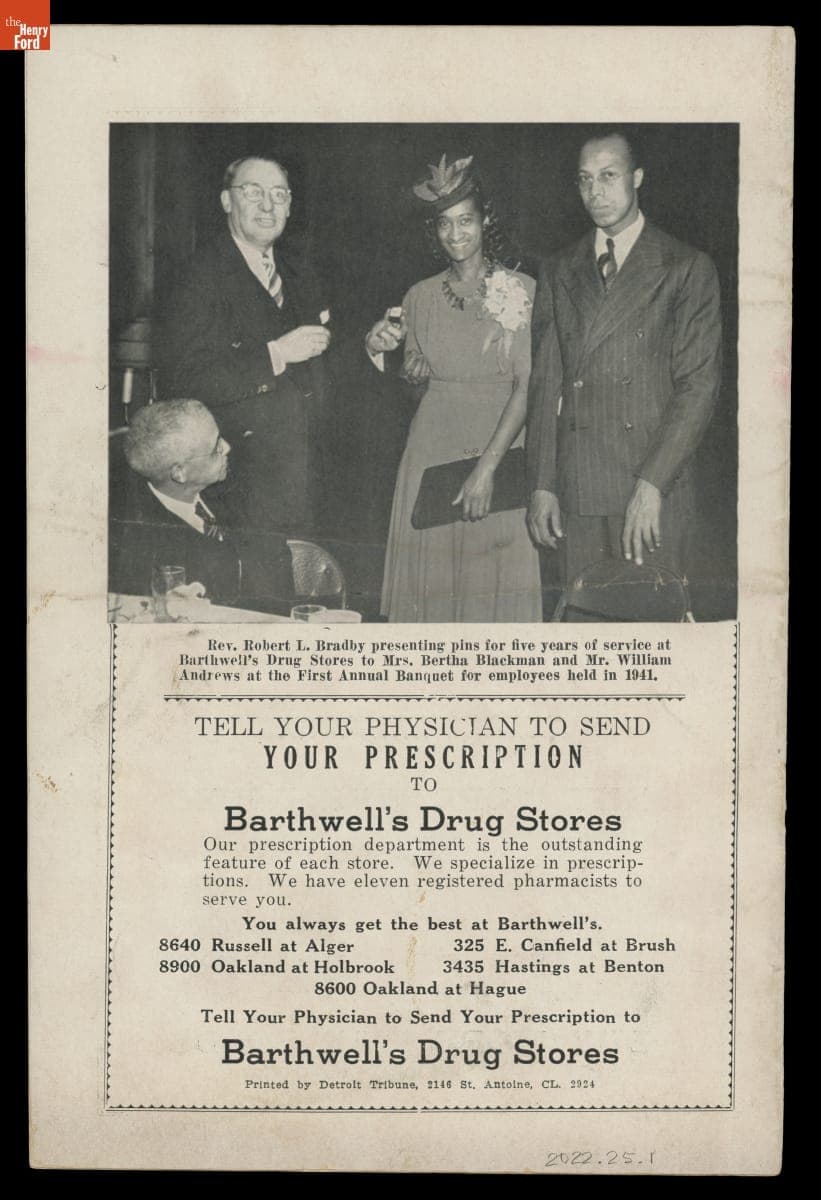 the
Henry
Ford
Rev. Robert L. Bradby presenting pins for five years of service at
Barthwell's Drug Stores to Mrs. Bertha Blackman and Mr. William
Andrews at the First Annual Banquet for employees held in 1941.
TELL YOUR PHYSICIAN TO SEND
YOUR PRESCRIPTION
TO
Barthwell's Drug Stores
Our prescription department is the outstanding
feature of each store. We specialize in prescrip-
tions. We have eleven registered pharmacists to
serve you.
You always get the best at Barthwell's.
8640 Russell at Alger 325 E. Canfield at Brush
8900 Oakland at Holbrook 3435 Hastings at Benton
8600 Oakland at Hague
Tell Your Physician to Send Your Prescription to
Barthwell's Drug Stores
Printed by Detroit Tribune, 2146 St. Antoine, CL. 2924
2022.25.1